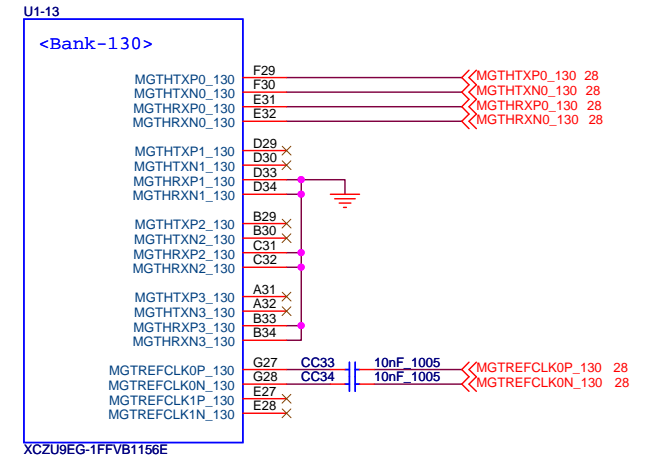 U1-13
<Bank-130>
MGTHTXP0_130 F29 MGTHTXP0_130 28
MGTHTXN0_130 F30 MGTHTXN0_130 28
MGTHRXP0_130 E31 MGTHRXP0_130 28
MGTHRXN0_130 E32 MGTHRXN0_130 28
MGTHTXP1_130 D29
MGTHTXN1_130 D30
MGTHRXP1_130 D33
MGTHRXN1_130 D34
MGTHTXP2_130 B29
MGTHTXN2_130 B30
MGTHRXP2_130 C31
MGTHRXN2_130 C32
MGTHTXP3_130 A31
MGTHTXN3_130 A32
MGTHRXP3_130 B33
MGTHRXN3_130 B34
MGTREFCLK0P_130 G27 CC33 10nF_1005 MGTREFCLK0P_130 28
MGTREFCLK0N_130 G28 CC34 10nF_1005 MGTREFCLK0N_130 28
MGTREFCLK1P_130 E27
MGTREFCLK1N_130 E28
XCZU9EG-1FFVB1156E